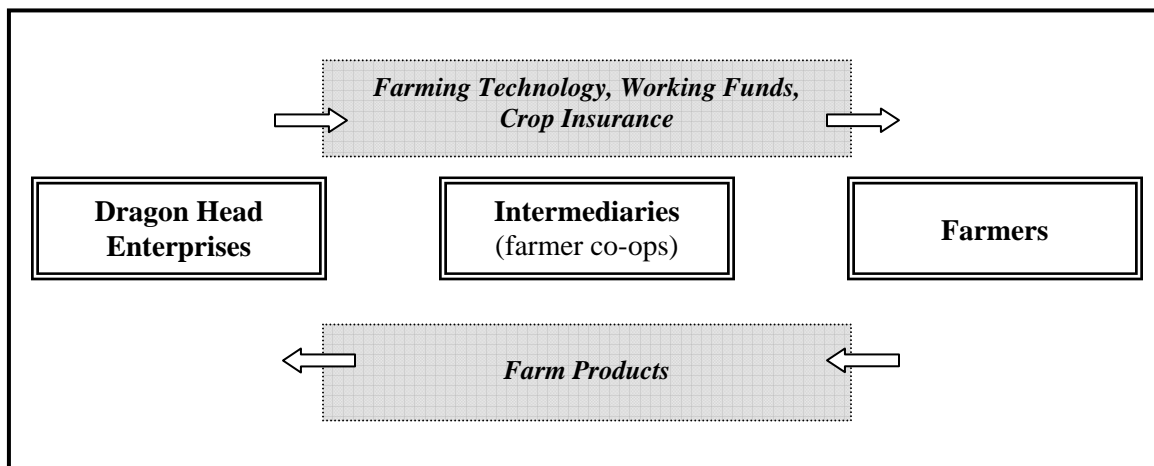 Farming Technology, Working Funds,
Crop Insurance
Dragon Head
Enterprises
Intermediaries
(farmer co-ops)
Farmers
Farm Products